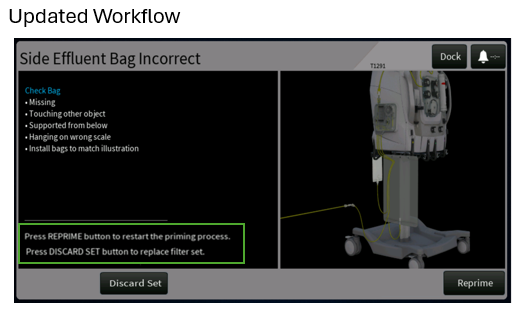 Updated Workflow
Side Effluent Bag Incorrect
T1291
Dock
--:--
Check Bag
• Missing
• Touching other object
• Supported from below
• Hanging on wrong scale
• Install bags to match illustration
Press REPRIME button to restart the priming process.
Press DISCARD SET button to replace filter set.
Discard Set
Reprime